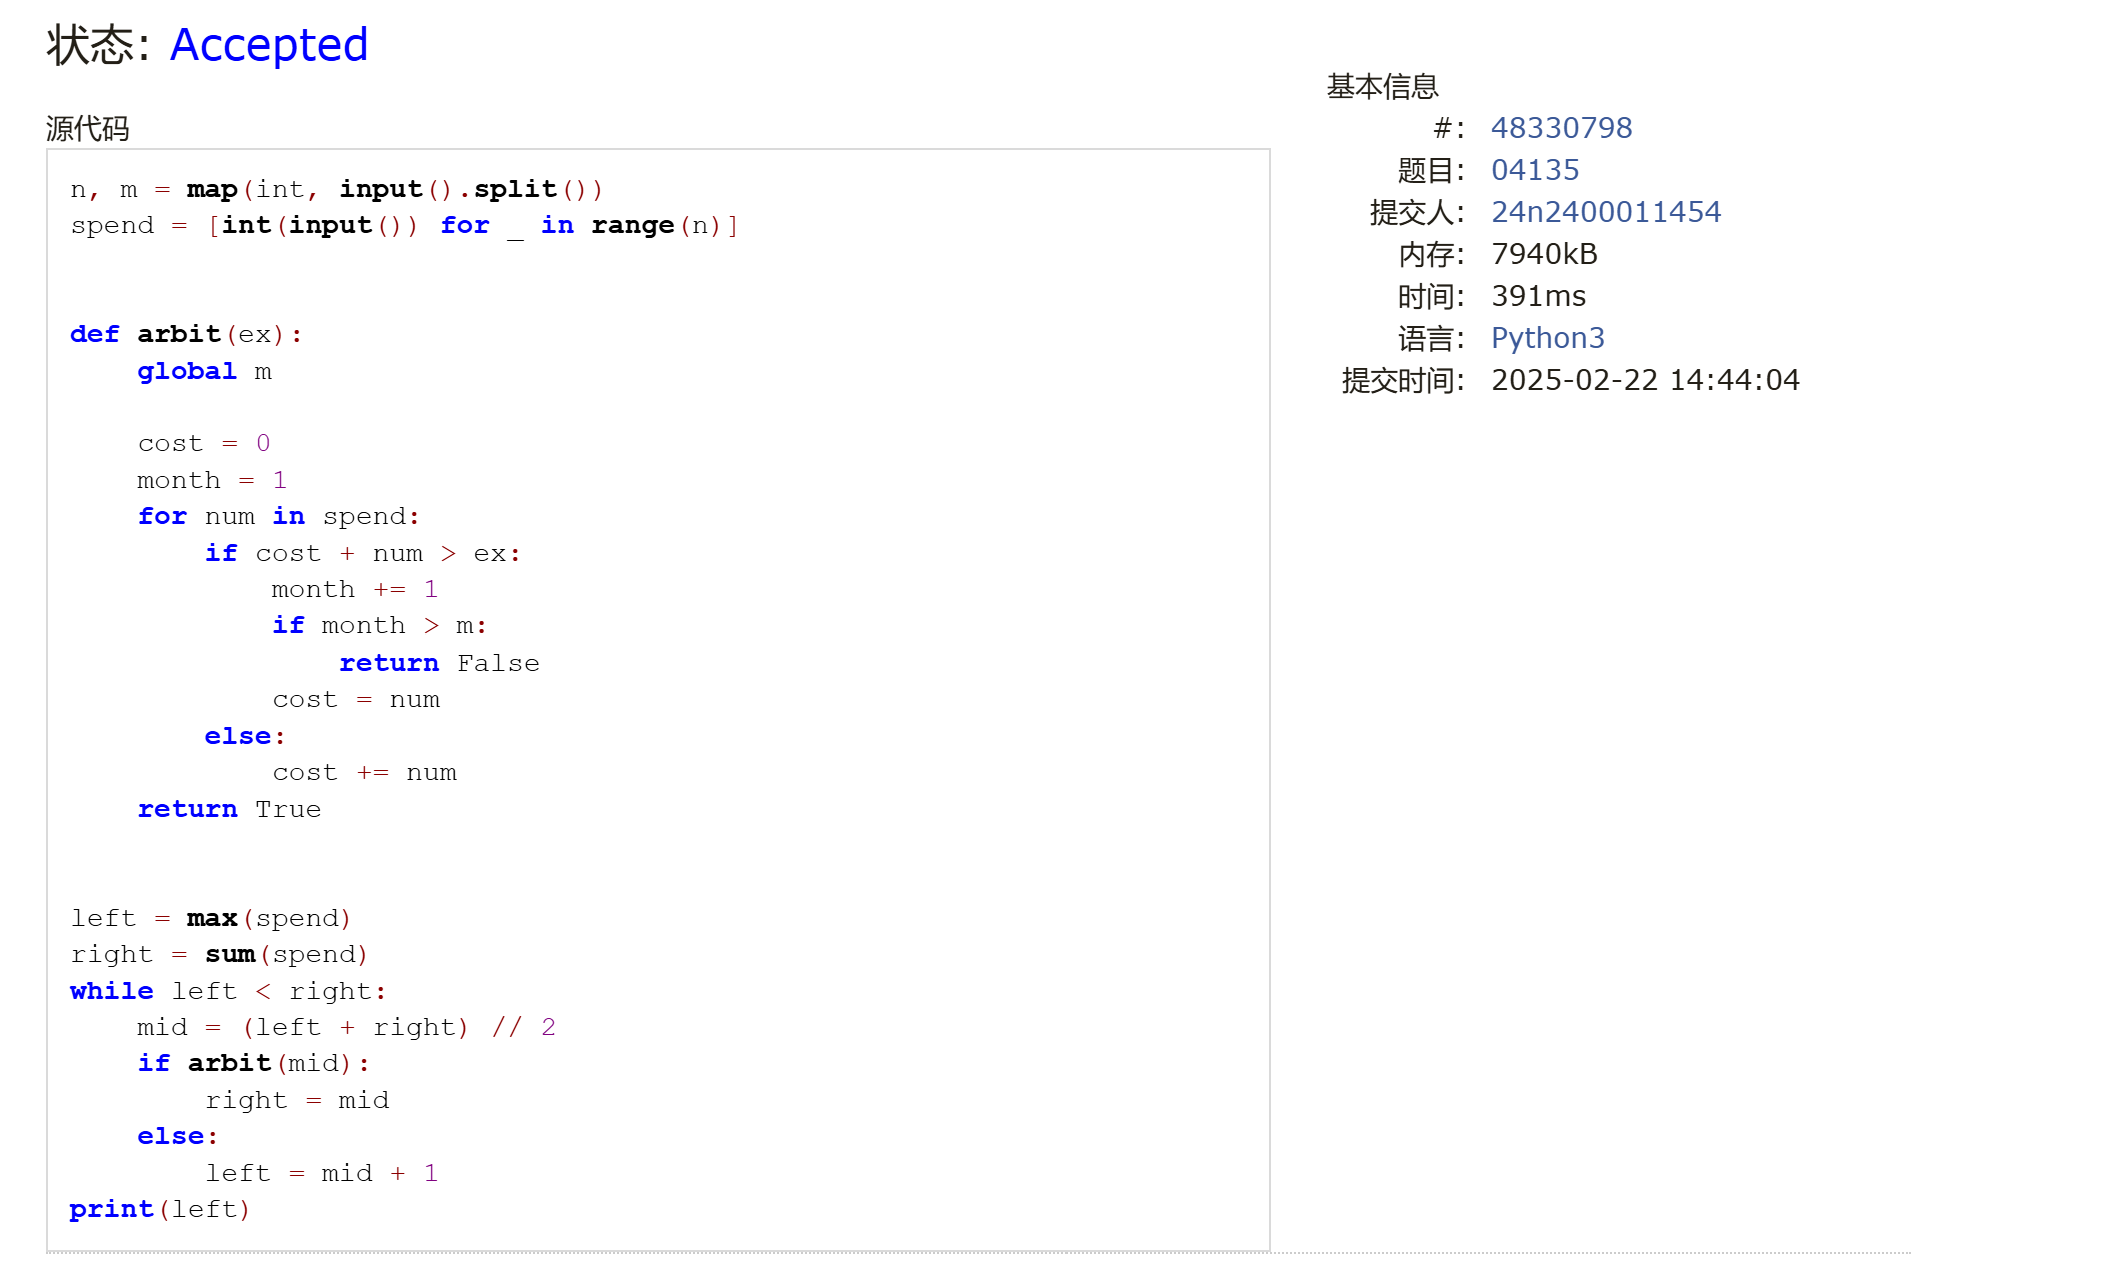 状态: Accepted
源代码
n, m = map(int, input().split())
spend = [int(input()) for _ in range(n)]
def arbit(ex):
    global m
    cost = 0
    month = 1
    for num in spend:
        if cost + num > ex:
            month += 1
            if month > m:
                return False
            cost = num
        else:
            cost += num
    return True
left = max(spend)
right = sum(spend)
while left < right:
    mid = (left + right) // 2
    if arbit(mid):
        right = mid
    else:
        left = mid + 1
print(left)
基本信息
#: 48330798
题目: 04135
提交人: 24n2400011454
内存: 7940kB
时间: 391ms
语言: Python3
提交时间: 2025-02-22 14:44:04